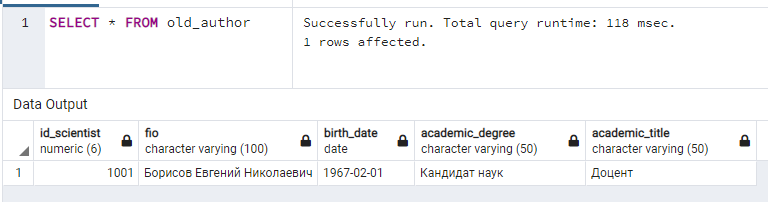 1 SELECT * FROM old_author
Successfully run. Total query runtime: 118 msec.
1 rows affected.
Data Output
id_scientist fio birth_date academic_degree academic_title
numeric (6) character varying (100) date character varying (50) character varying (50)
1 1001 Борисов Евгений Николаевич 1967-02-01 Кандидат наук Доцент